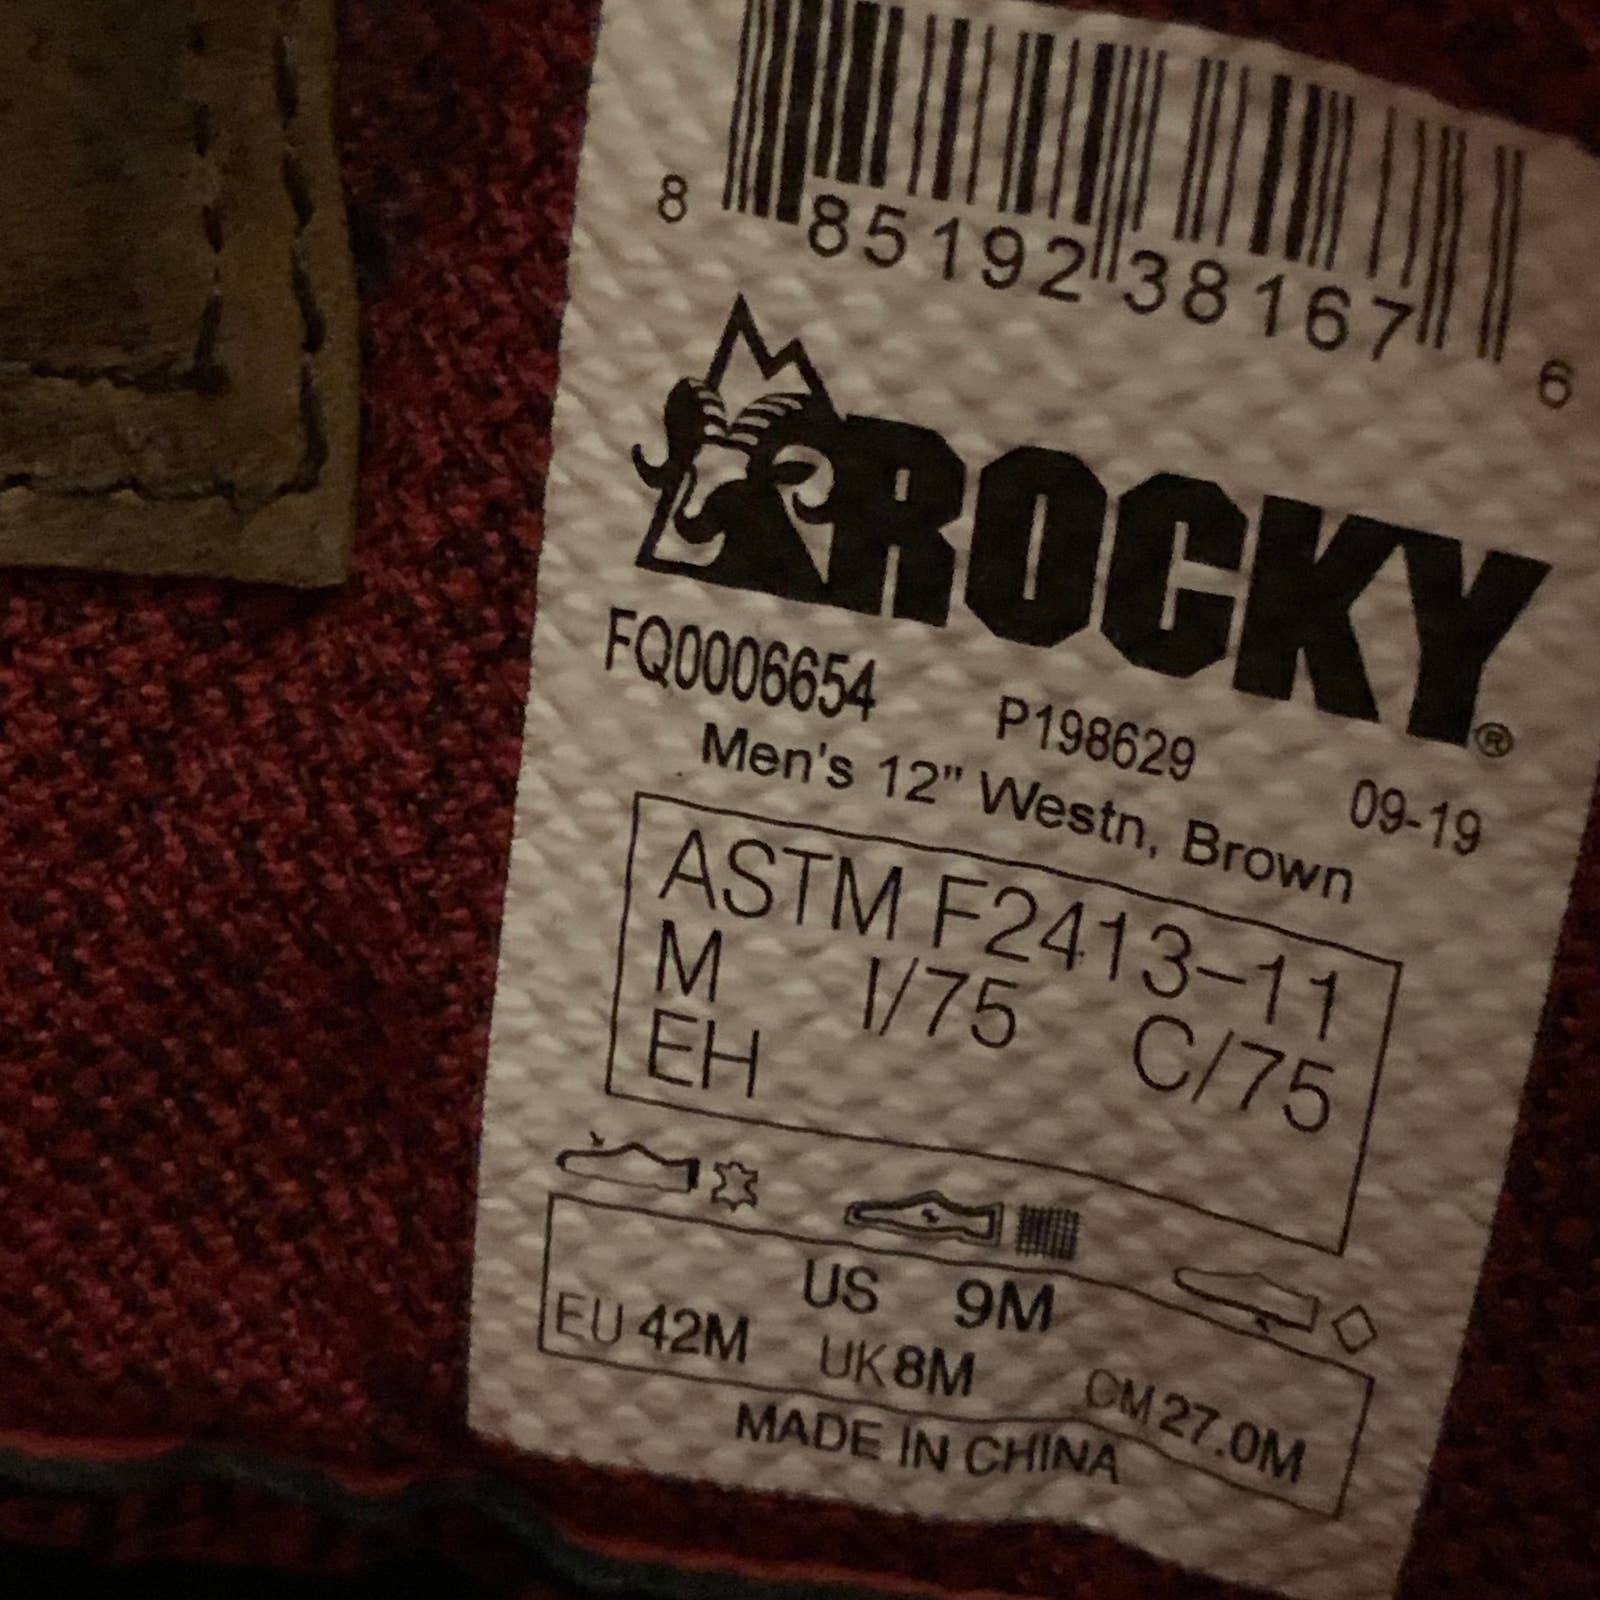 8 85192 38167 6
ROCKY®
FQ0006654 P198629 09-19
Men's 12" Westn, Brown
ASTM F2413-11
M I/75 C/75
EH
US 9M
EU 42M UK 8M CM 27.0M
MADE IN CHINA